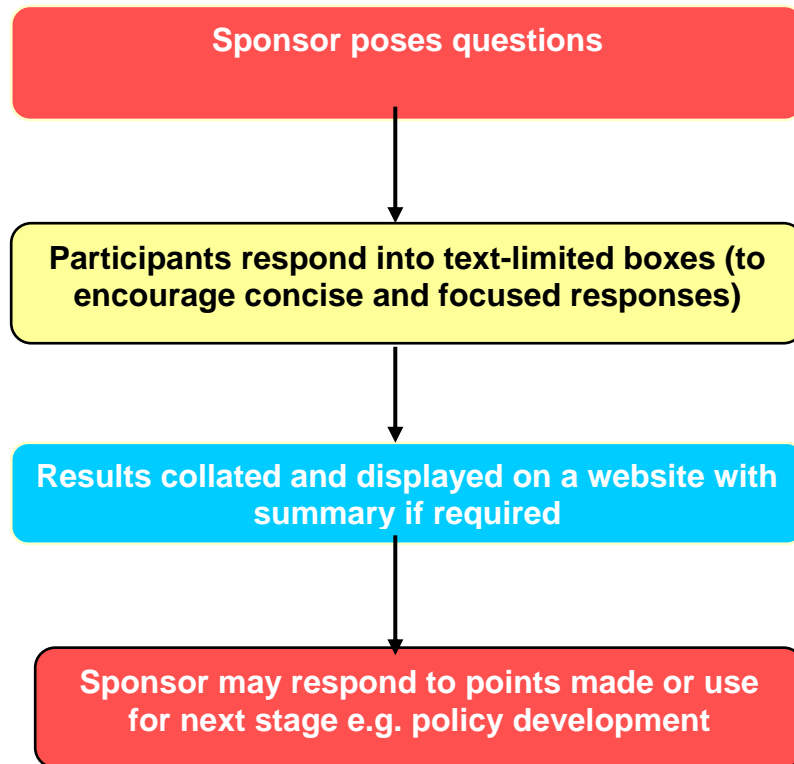 Sponsor poses questions
Participants respond into text-limited boxes (to
encourage concise and focused responses)
Results collated and displayed on a website with
summary if required
Sponsor may respond to points made or use
for next stage e.g. policy development